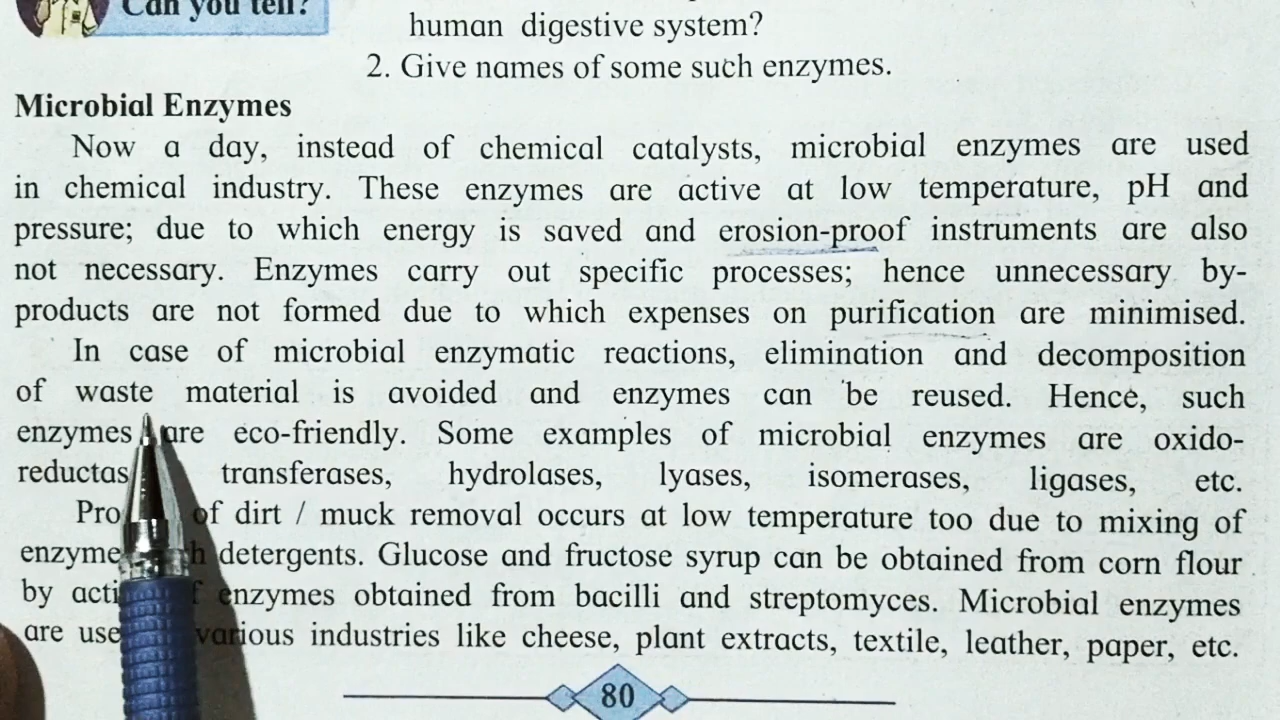 Can you tell?
human digestive system?
2. Give names of some such enzymes.
Microbial Enzymes
Now a day, instead of chemical catalysts, microbial enzymes are used
in chemical industry. These enzymes are active at low temperature, pH and
pressure; due to which energy is saved and erosion-proof instruments are also
not necessary. Enzymes carry out specific processes; hence unnecessary by-
products are not formed due to which expenses on purification are minimised.
In case of microbial enzymatic reactions, elimination and decomposition
of waste material is avoided and enzymes can be reused. Hence, such
enzymes are eco-friendly. Some examples of microbial enzymes are oxido-
reductas transferases, hydrolases, lyases, isomerases, ligases, etc.
Pro of dirt / muck removal occurs at low temperature too due to mixing of
enzyme detergents. Glucose and fructose syrup can be obtained from corn flour
by acti enzymes obtained from bacilli and streptomyces. Microbial enzymes
are use various industries like cheese, plant extracts, textile, leather, paper, etc.
80